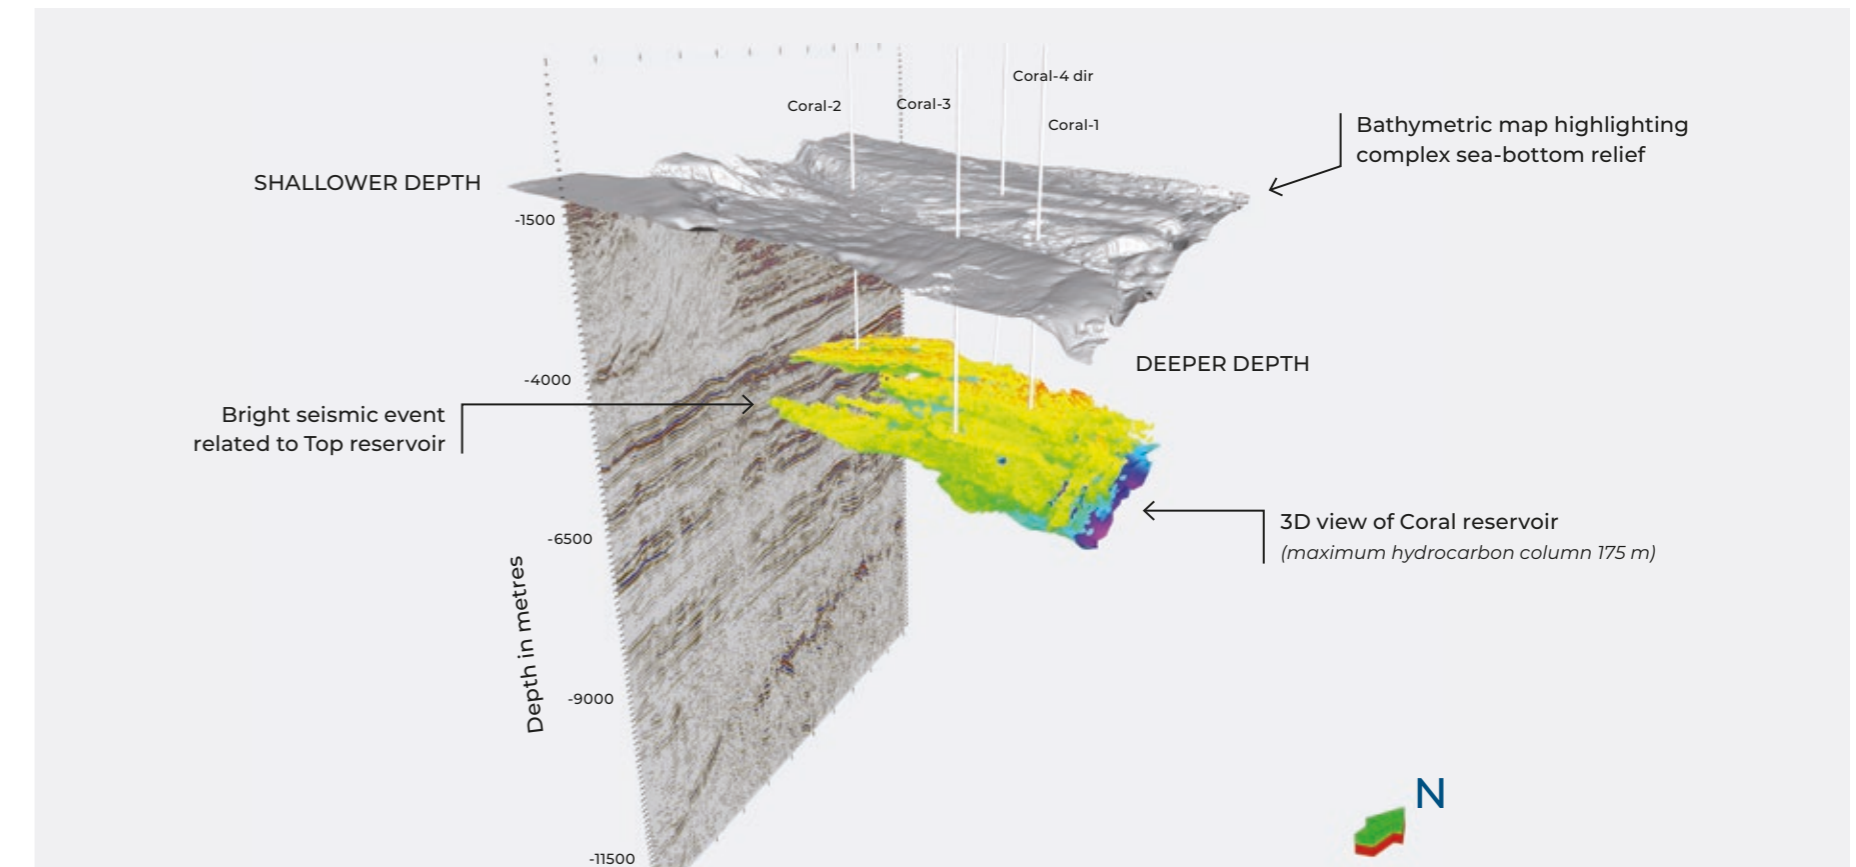 Coral-4 dir
Coral-2
Coral-3
Coral-1
Bathymetric map highlighting
complex sea-bottom relief
SHALLOWER DEPTH
-1500
DEEPER DEPTH
-4000
Bright seismic event
related to Top reservoir
3D view of Coral reservoir
(maximum hydrocarbon column 175 m)
-6500
Depth in metres
-9000
N
-11500